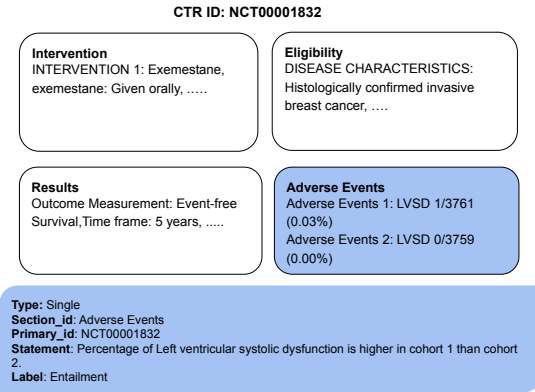 CTR ID: NCT00001832
Intervention
INTERVENTION 1: Exemestane,
exemestane: Given orally, .....
Eligibility
DISEASE CHARACTERISTICS:
Histologically confirmed invasive
breast cancer, ....
Results
Outcome Measurement: Event-free
Survival,Time frame: 5 years, .....
Adverse Events
Adverse Events 1: LVSD 1/3761
(0.03%)
Adverse Events 2: LVSD 0/3759
(0.00%)
Type: Single
Section_id: Adverse Events
Primary_id: NCT00001832
Statement: Percentage of Left ventricular systolic dysfunction is higher in cohort 1 than cohort
2.
Label: Entailment